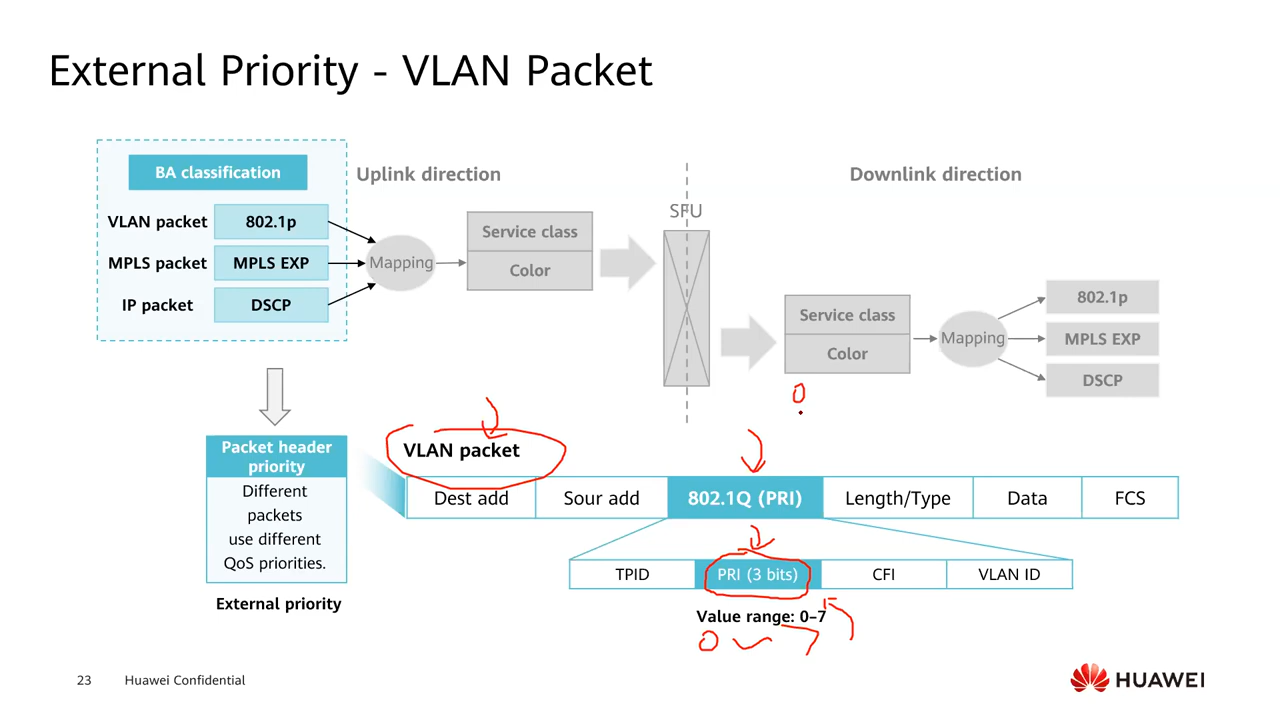 External Priority - VLAN Packet
BA classification
Uplink direction
Downlink direction
VLAN packet
802.1p
MPLS packet
MPLS EXP
IP packet
DSCP
Mapping
Service class
Color
SFU
Service class
Color
Mapping
802.1p
MPLS EXP
DSCP
0
Packet header
priority
Different
packets
use different
QoS priorities.
External priority
VLAN packet
Dest add
Sour add
802.1Q (PRI)
Length/Type
Data
FCS
TPID
PRI (3 bits)
CFI
VLAN ID
Value range: 0–7
0 ~ 7
23
Huawei Confidential
HUAWEI